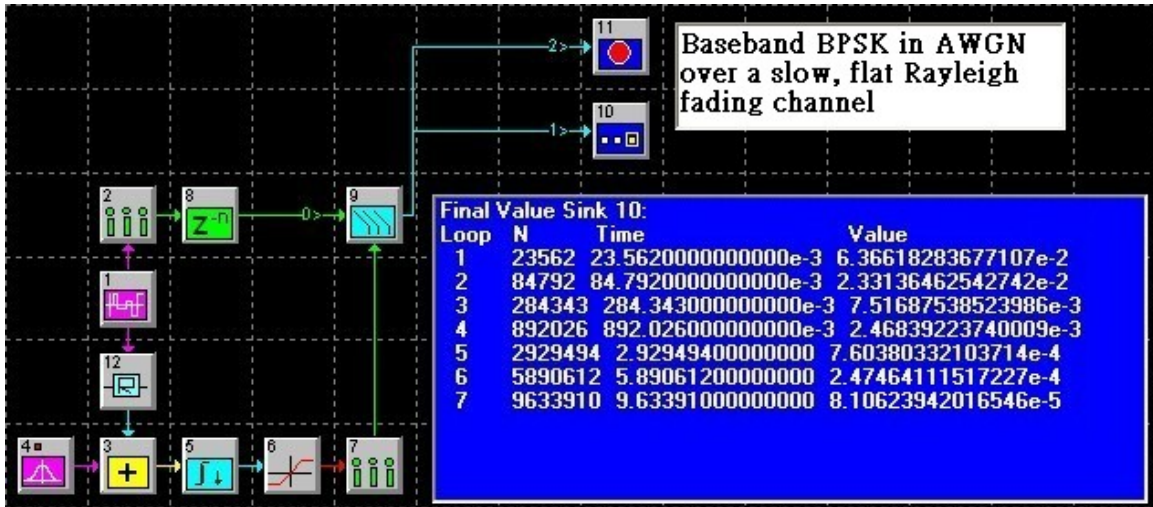 11
2>
Baseband BPSK in AWGN
over a slow, flat Rayleigh
fading channel
10
1>
2
8
Z-n
0>
9
Final Value Sink 10:
Loop N Time Value
1 23562 23.5620000000000e-3 6.36618283677107e-2
2 84792 84.7920000000000e-3 2.33136462542742e-2
3 284343 284.343000000000e-3 7.51687538523986e-3
4 892026 892.026000000000e-3 2.46839223740009e-3
5 2929494 2.92949400000000 7.60380332103714e-4
6 5890612 5.89061200000000 2.47464111517227e-4
7 9633910 9.63391000000000 8.10623942016546e-5
1
12
4
3
+
5
6
7